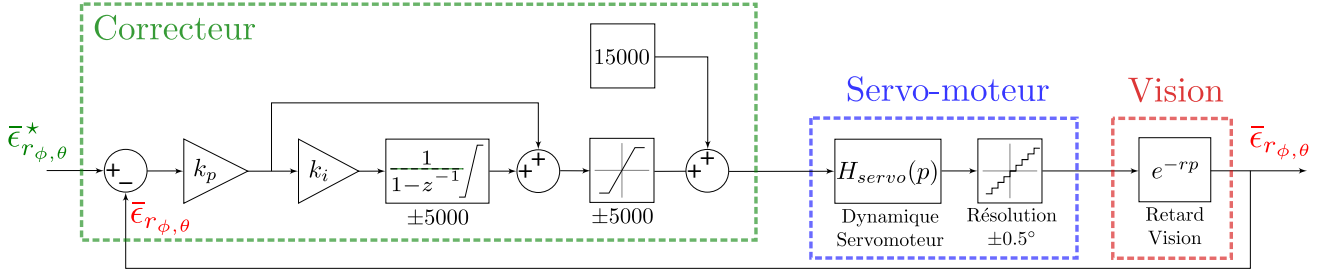 Correcteur
15000
Servo-moteur
Vision
ϵ̅⋆rϕ,θ
+
−
kp
ki
1
1−z⁻¹
±5000
+
+
±5000
+
+
Hservo(p)
Dynamique
Servomoteur
Résolution
±0.5°
e⁻ʳᵖ
Retard
Vision
ϵ̅rϕ,θ
ϵ̅rϕ,θ